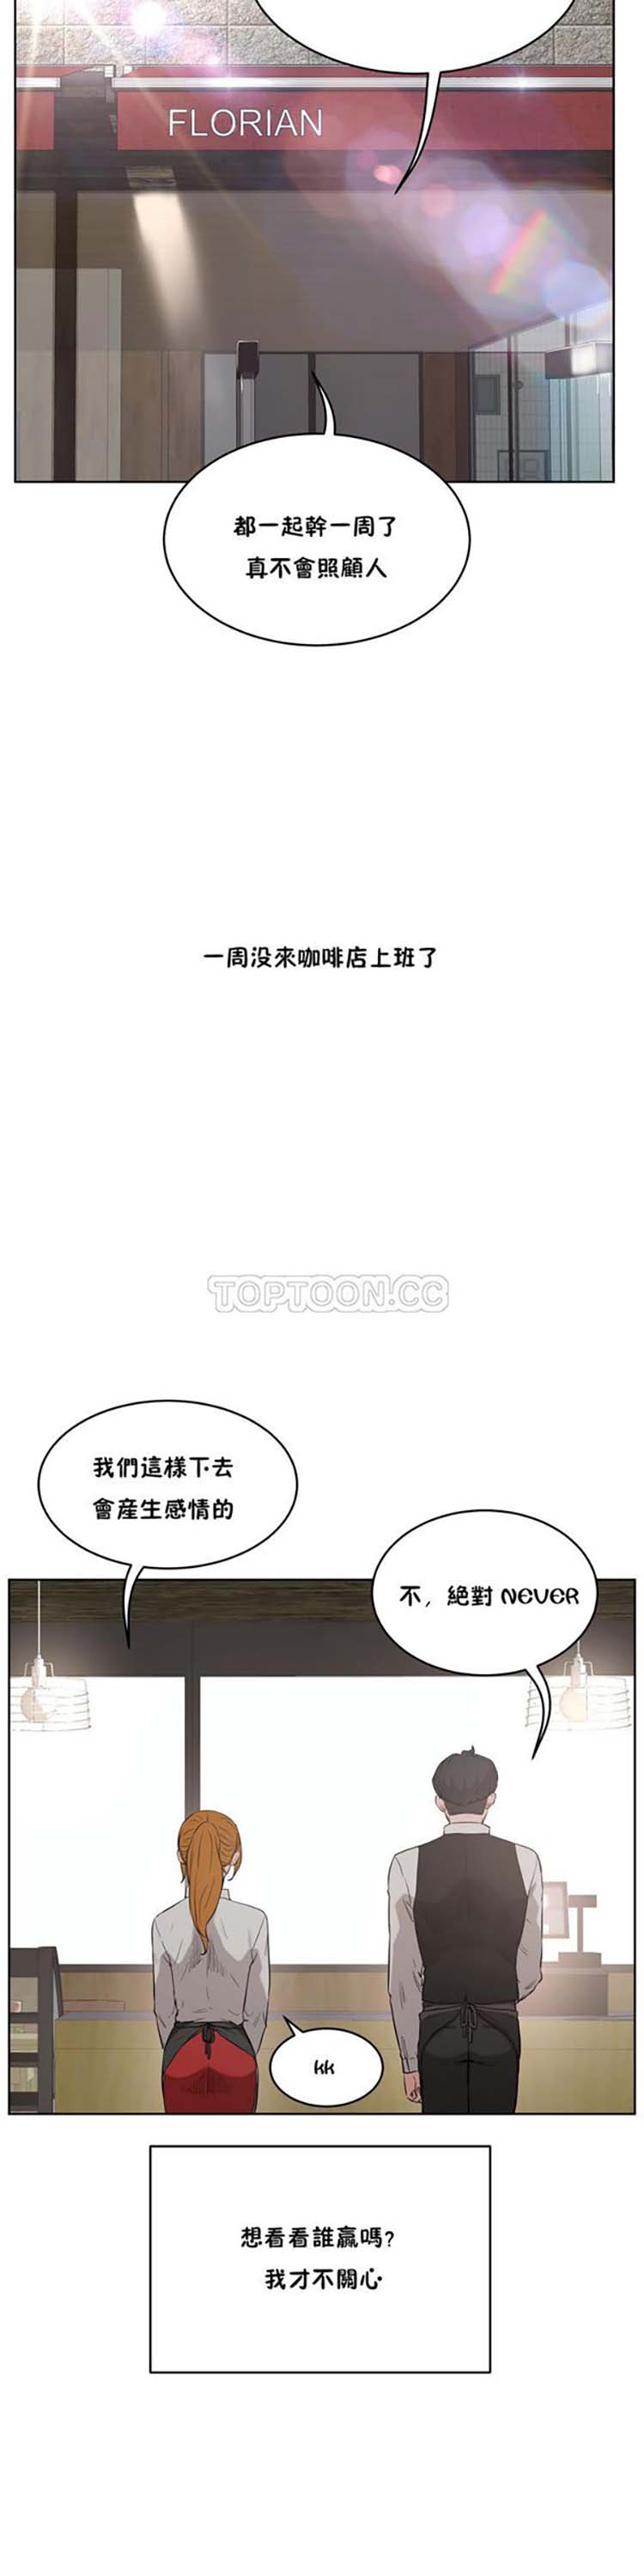 FLORIAN
都一起幹一周了
真不會照顧人
一周没來咖啡店上班了
TOPTOON.CC
我們這樣下去
會産生感情的
不, 絕對 NEVER
kk
想看看誰贏嗎?
我才不關心